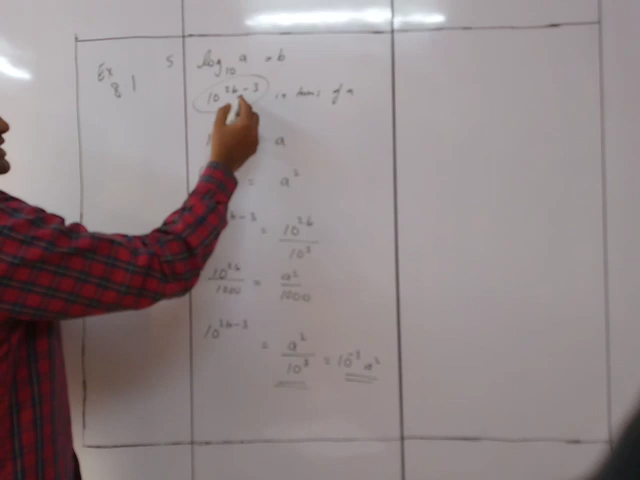 Ex 8.1
5 log₁₀ a = b
10^(2b-3) in terms of a
a
= a²
b-3 = 10^(2b) / 10³
10^(2b) / 1000 = a² / 1000
10^(2b-3)
= a² / 10³ = 10⁻³ a²